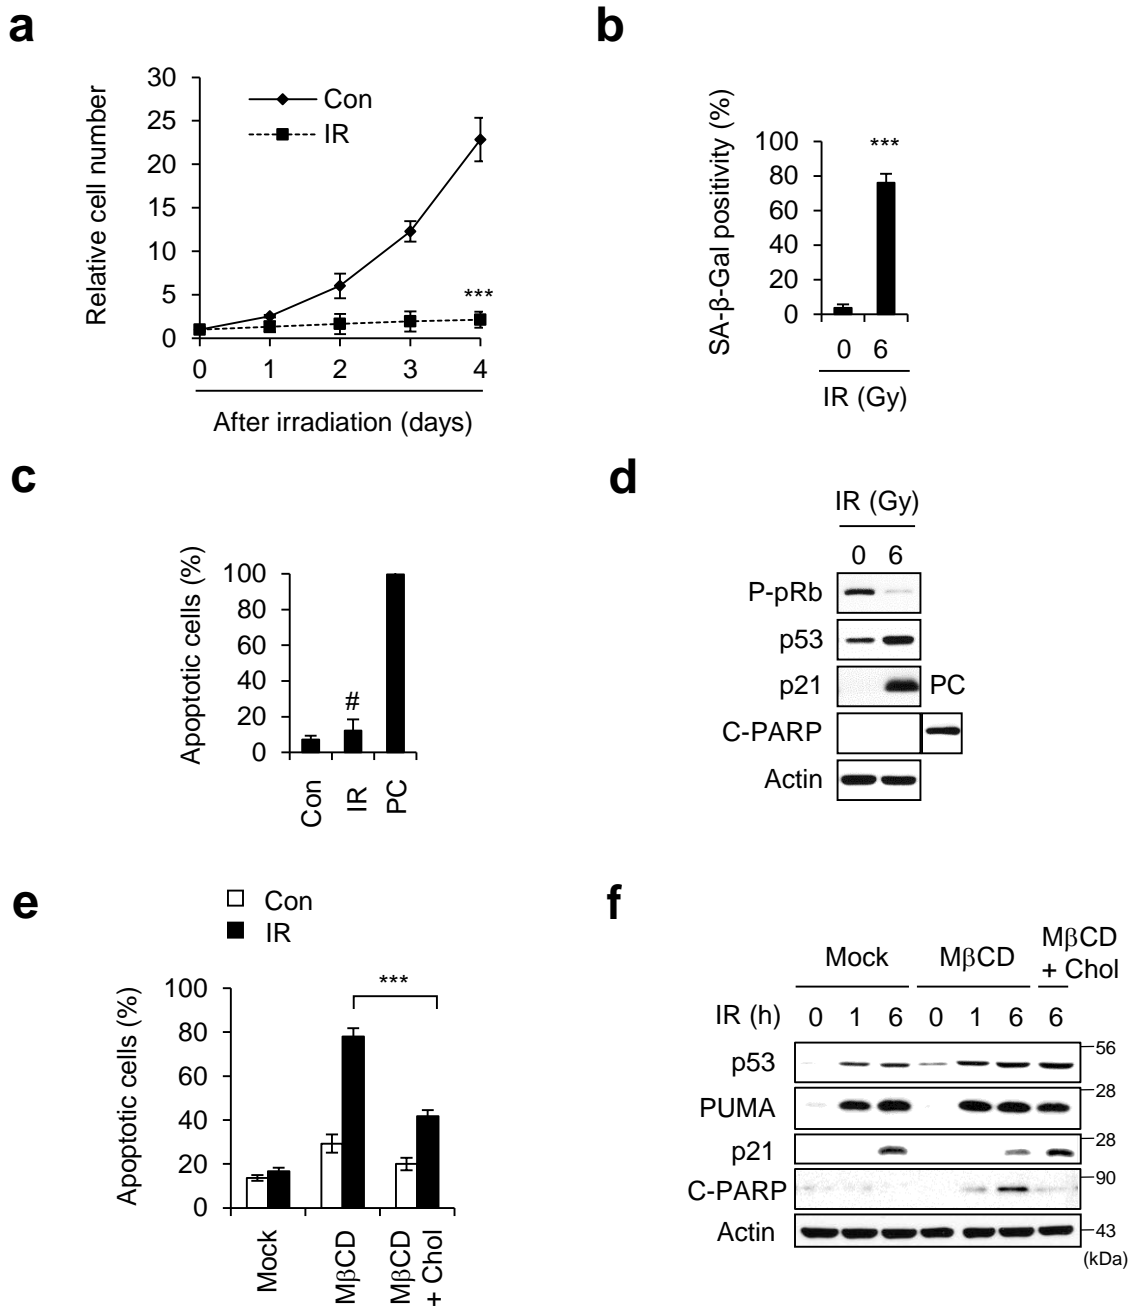 a
30
25
20
15
10
5
0
Relative cell number
Con
IR
***
0 1 2 3 4
After irradiation (days)
b
SA-β-Gal positivity (%)
100
80
60
40
20
0
***
0 6
IR (Gy)
c
Apoptotic cells (%)
100
80
60
40
20
0
#
Con
IR
PC
d
IR (Gy)
0 6
P-pRb
p53
p21
PC
C-PARP
Actin
e
Con
IR
Apoptotic cells (%)
100
80
60
40
20
0
***
Mock
MβCD
MβCD
+ Chol
f
Mock
MβCD
MβCD
+ Chol
IR (h)
0 1 6 0 1 6 6
p53
56
PUMA
28
p21
28
C-PARP
90
Actin
43
(kDa)